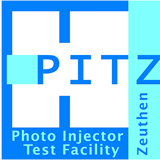 PITZ
Photo Injector
Test Facility
Zeuthen